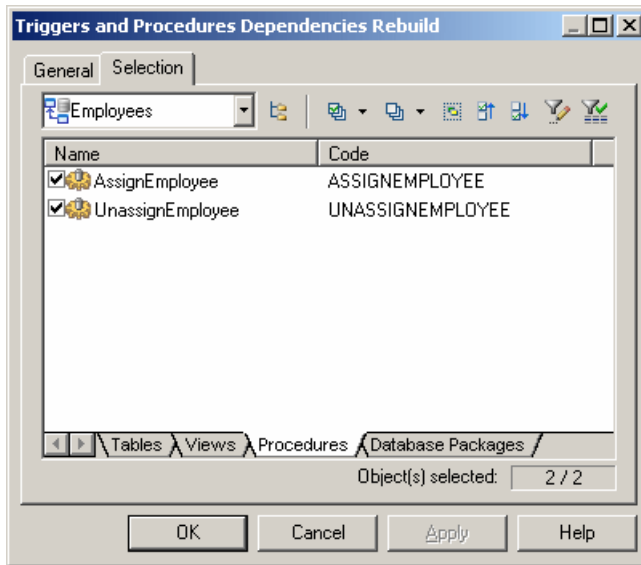 Triggers and Procedures Dependencies Rebuild
General Selection
Employees
Name Code
AssignEmployee ASSIGNEMPLOYEE
UnassignEmployee UNASSIGNEMPLOYEE
Tables Views Procedures Database Packages
Object(s) selected: 2 / 2
OK Cancel Apply Help